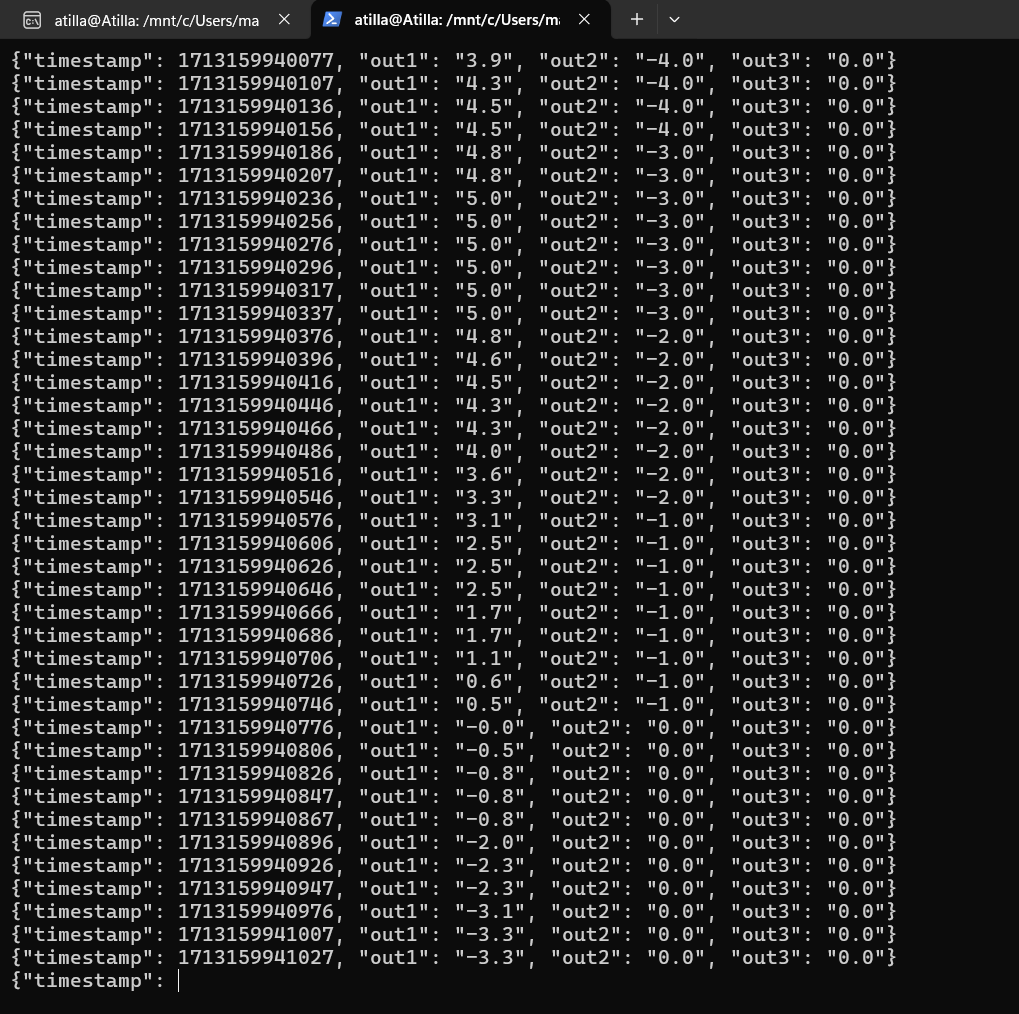 atilla@Atilla: /mnt/c/Users/ma
atilla@Atilla: /mnt/c/Users/ma
{"timestamp": 1713159940077, "out1": "3.9", "out2": "-4.0", "out3": "0.0"}
{"timestamp": 1713159940107, "out1": "4.3", "out2": "-4.0", "out3": "0.0"}
{"timestamp": 1713159940136, "out1": "4.5", "out2": "-4.0", "out3": "0.0"}
{"timestamp": 1713159940156, "out1": "4.5", "out2": "-4.0", "out3": "0.0"}
{"timestamp": 1713159940186, "out1": "4.8", "out2": "-3.0", "out3": "0.0"}
{"timestamp": 1713159940207, "out1": "4.8", "out2": "-3.0", "out3": "0.0"}
{"timestamp": 1713159940236, "out1": "5.0", "out2": "-3.0", "out3": "0.0"}
{"timestamp": 1713159940256, "out1": "5.0", "out2": "-3.0", "out3": "0.0"}
{"timestamp": 1713159940276, "out1": "5.0", "out2": "-3.0", "out3": "0.0"}
{"timestamp": 1713159940296, "out1": "5.0", "out2": "-3.0", "out3": "0.0"}
{"timestamp": 1713159940317, "out1": "5.0", "out2": "-3.0", "out3": "0.0"}
{"timestamp": 1713159940337, "out1": "5.0", "out2": "-3.0", "out3": "0.0"}
{"timestamp": 1713159940376, "out1": "4.8", "out2": "-2.0", "out3": "0.0"}
{"timestamp": 1713159940396, "out1": "4.6", "out2": "-2.0", "out3": "0.0"}
{"timestamp": 1713159940416, "out1": "4.5", "out2": "-2.0", "out3": "0.0"}
{"timestamp": 1713159940446, "out1": "4.3", "out2": "-2.0", "out3": "0.0"}
{"timestamp": 1713159940466, "out1": "4.3", "out2": "-2.0", "out3": "0.0"}
{"timestamp": 1713159940486, "out1": "4.0", "out2": "-2.0", "out3": "0.0"}
{"timestamp": 1713159940516, "out1": "3.6", "out2": "-2.0", "out3": "0.0"}
{"timestamp": 1713159940546, "out1": "3.3", "out2": "-2.0", "out3": "0.0"}
{"timestamp": 1713159940576, "out1": "3.1", "out2": "-1.0", "out3": "0.0"}
{"timestamp": 1713159940606, "out1": "2.5", "out2": "-1.0", "out3": "0.0"}
{"timestamp": 1713159940626, "out1": "2.5", "out2": "-1.0", "out3": "0.0"}
{"timestamp": 1713159940646, "out1": "2.5", "out2": "-1.0", "out3": "0.0"}
{"timestamp": 1713159940666, "out1": "1.7", "out2": "-1.0", "out3": "0.0"}
{"timestamp": 1713159940686, "out1": "1.7", "out2": "-1.0", "out3": "0.0"}
{"timestamp": 1713159940706, "out1": "1.1", "out2": "-1.0", "out3": "0.0"}
{"timestamp": 1713159940726, "out1": "0.6", "out2": "-1.0", "out3": "0.0"}
{"timestamp": 1713159940746, "out1": "0.5", "out2": "-1.0", "out3": "0.0"}
{"timestamp": 1713159940776, "out1": "-0.0", "out2": "0.0", "out3": "0.0"}
{"timestamp": 1713159940806, "out1": "-0.5", "out2": "0.0", "out3": "0.0"}
{"timestamp": 1713159940826, "out1": "-0.8", "out2": "0.0", "out3": "0.0"}
{"timestamp": 1713159940847, "out1": "-0.8", "out2": "0.0", "out3": "0.0"}
{"timestamp": 1713159940867, "out1": "-0.8", "out2": "0.0", "out3": "0.0"}
{"timestamp": 1713159940896, "out1": "-2.0", "out2": "0.0", "out3": "0.0"}
{"timestamp": 1713159940926, "out1": "-2.3", "out2": "0.0", "out3": "0.0"}
{"timestamp": 1713159940947, "out1": "-2.3", "out2": "0.0", "out3": "0.0"}
{"timestamp": 1713159940976, "out1": "-3.1", "out2": "0.0", "out3": "0.0"}
{"timestamp": 1713159941007, "out1": "-3.3", "out2": "0.0", "out3": "0.0"}
{"timestamp": 1713159941027, "out1": "-3.3", "out2": "0.0", "out3": "0.0"}
{"timestamp":